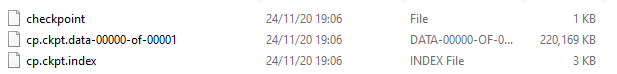 checkpoint 24/11/20 19:06 File 1 KB
cp.ckpt.data-00000-of-00001 24/11/20 19:06 DATA-00000-OF-0... 220,169 KB
cp.ckpt.index 24/11/20 19:06 INDEX File 3 KB